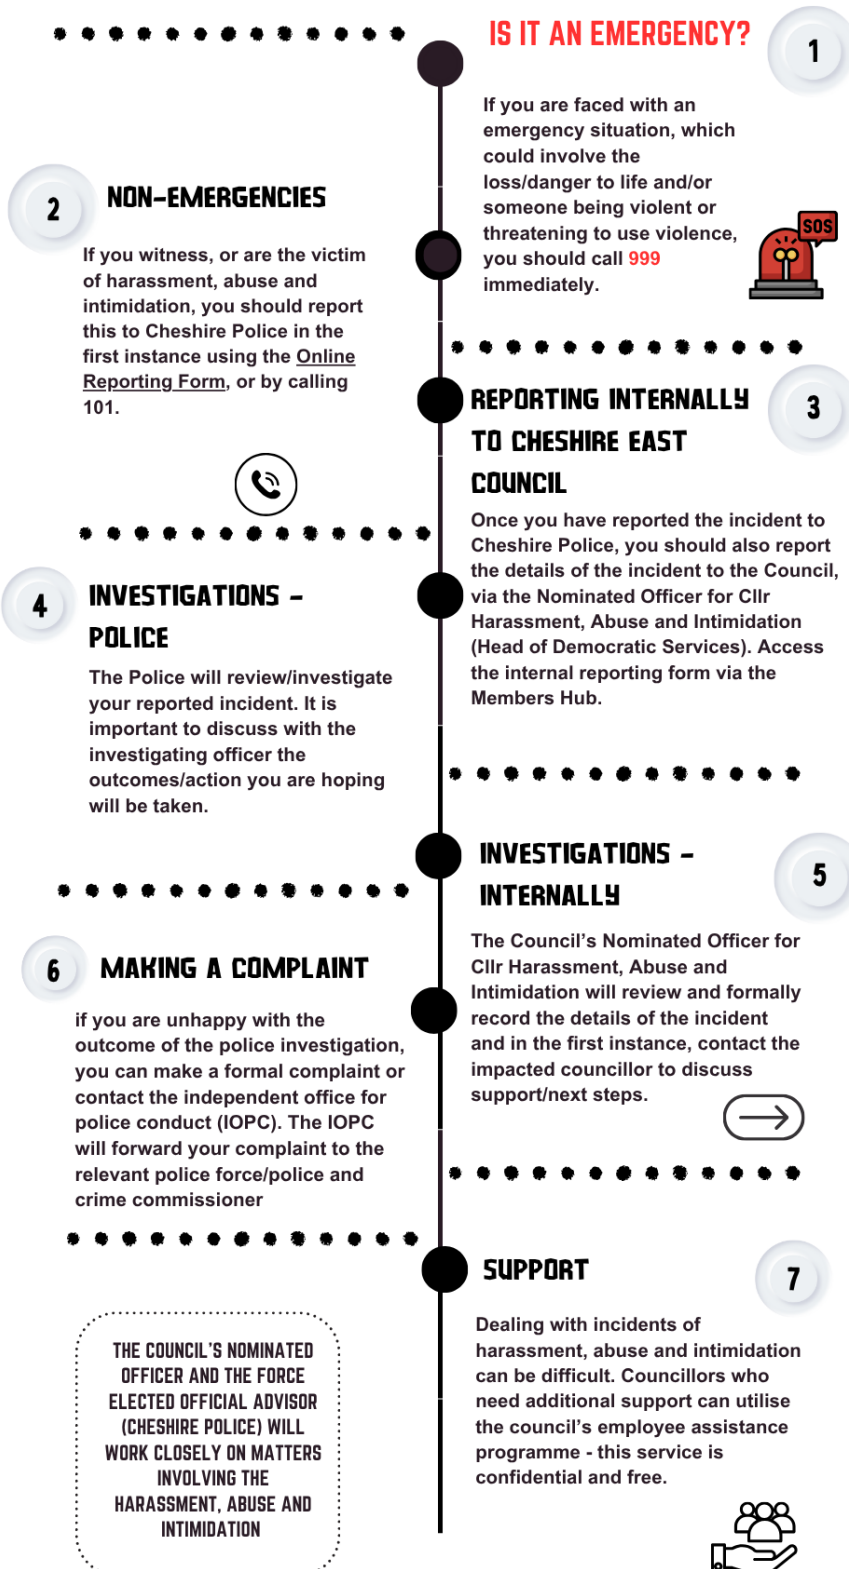 IS IT AN EMERGENCY?
1
If you are faced with an
emergency situation, which
could involve the
loss/danger to life and/or
someone being violent or
threatening to use violence,
you should call 999
immediately.
SOS
2
NON-EMERGENCIES
If you witness, or are the victim
of harassment, abuse and
intimidation, you should report
this to Cheshire Police in the
first instance using the Online
Reporting Form, or by calling
101.
3
REPORTING INTERNALLY
TO CHESHIRE EAST
COUNCIL
Once you have reported the incident to
Cheshire Police, you should also report
the details of the incident to the Council,
via the Nominated Officer for Cllr
Harassment, Abuse and Intimidation
(Head of Democratic Services). Access
the internal reporting form via the
Members Hub.
4
INVESTIGATIONS -
POLICE
The Police will review/investigate
your reported incident. It is
important to discuss with the
investigating officer the
outcomes/action you are hoping
will be taken.
5
INVESTIGATIONS -
INTERNALLY
The Council's Nominated Officer for
Cllr Harassment, Abuse and
Intimidation will review and formally
record the details of the incident
and in the first instance, contact the
impacted councillor to discuss
support/next steps.
6
MAKING A COMPLAINT
if you are unhappy with the
outcome of the police investigation,
you can make a formal complaint or
contact the independent office for
police conduct (IOPC). The IOPC
will forward your complaint to the
relevant police force/police and
crime commissioner
7
SUPPORT
Dealing with incidents of
harassment, abuse and intimidation
can be difficult. Councillors who
need additional support can utilise
the council's employee assistance
programme - this service is
confidential and free.
THE COUNCIL'S NOMINATED
OFFICER AND THE FORCE
ELECTED OFFICIAL ADVISOR
(CHESHIRE POLICE) WILL
WORK CLOSELY ON MATTERS
INVOLVING THE
HARASSMENT, ABUSE AND
INTIMIDATION